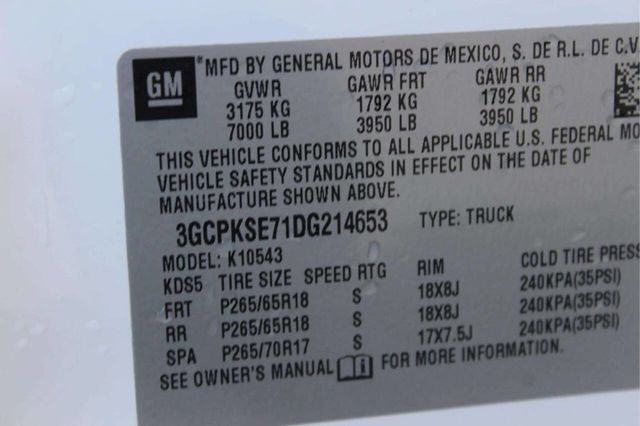 GM
*MFD BY GENERAL MOTORS DE MEXICO, S. DE R.L. DE C.V
GVWR GAWR FRT GAWR RR
3175 KG 1792 KG 1792 KG
7000 LB 3950 LB 3950 LB
THIS VEHICLE CONFORMS TO ALL APPLICABLE U.S. FEDERAL MO
VEHICLE SAFETY STANDARDS IN EFFECT ON THE DATE OF
MANUFACTURE SHOWN ABOVE.
3GCPKSE71DG214653 TYPE: TRUCK
MODEL: K10543
KDS5 TIRE SIZE SPEED RTG RIM COLD TIRE PRESS
FRT P265/65R18 S 18X8J 240KPA(35PSI)
RR P265/65R18 S 18X8J 240KPA(35PSI)
SPA P265/70R17 S 17X7.5J 240KPA(35PSI)
SEE OWNER'S MANUAL FOR MORE INFORMATION.